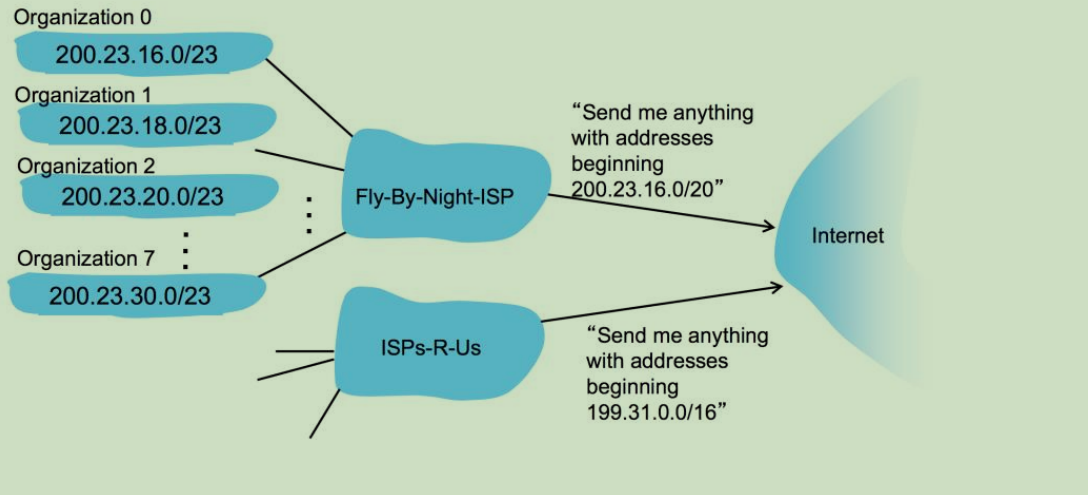 Organization 0
200.23.16.0/23
Organization 1
200.23.18.0/23
Organization 2
200.23.20.0/23
Organization 7
200.23.30.0/23
Fly-By-Night-ISP
“Send me anything
with addresses
beginning
200.23.16.0/20”
Internet
ISPs-R-Us
“Send me anything
with addresses
beginning
199.31.0.0/16”